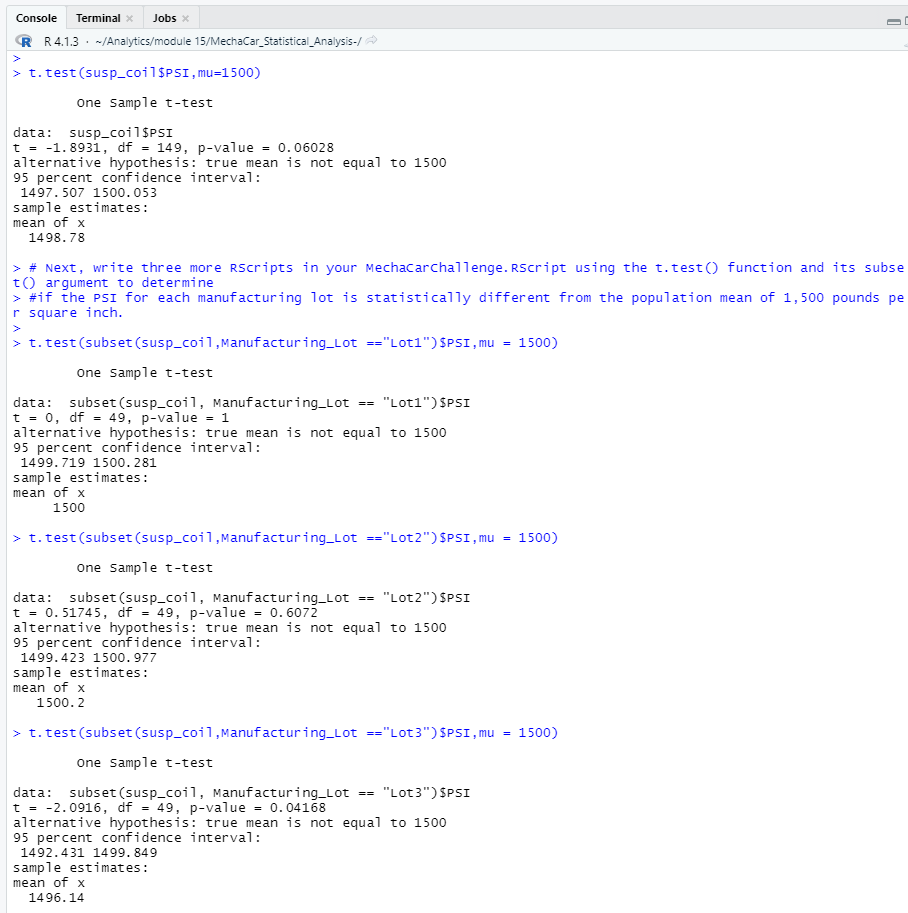 Console Terminal Jobs
R 4.1.3 · ~/Analytics/module 15/MechaCar_Statistical_Analysis-/
>
> t.test(susp_coil$PSI,mu=1500)
One Sample t-test
data:  susp_coil$PSI
t = -1.8931, df = 149, p-value = 0.06028
alternative hypothesis: true mean is not equal to 1500
95 percent confidence interval:
1497.507 1500.053
sample estimates:
mean of x
1498.78
> # Next, write three more RScripts in your MechaCarChallenge.RScript using the t.test() function and its subse
t() argument to determine
> #if the PSI for each manufacturing lot is statistically different from the population mean of 1,500 pounds pe
r square inch.
>
> t.test(subset(susp_coil,Manufacturing_Lot =="Lot1")$PSI,mu = 1500)
One Sample t-test
data:  subset(susp_coil, Manufacturing_Lot == "Lot1")$PSI
t = 0, df = 49, p-value = 1
alternative hypothesis: true mean is not equal to 1500
95 percent confidence interval:
1499.719 1500.281
sample estimates:
mean of x
1500
> t.test(subset(susp_coil,Manufacturing_Lot =="Lot2")$PSI,mu = 1500)
One Sample t-test
data:  subset(susp_coil, Manufacturing_Lot == "Lot2")$PSI
t = 0.51745, df = 49, p-value = 0.6072
alternative hypothesis: true mean is not equal to 1500
95 percent confidence interval:
1499.423 1500.977
sample estimates:
mean of x
1500.2
> t.test(subset(susp_coil,Manufacturing_Lot =="Lot3")$PSI,mu = 1500)
One Sample t-test
data:  subset(susp_coil, Manufacturing_Lot == "Lot3")$PSI
t = -2.0916, df = 49, p-value = 0.04168
alternative hypothesis: true mean is not equal to 1500
95 percent confidence interval:
1492.431 1499.849
sample estimates:
mean of x
1496.14